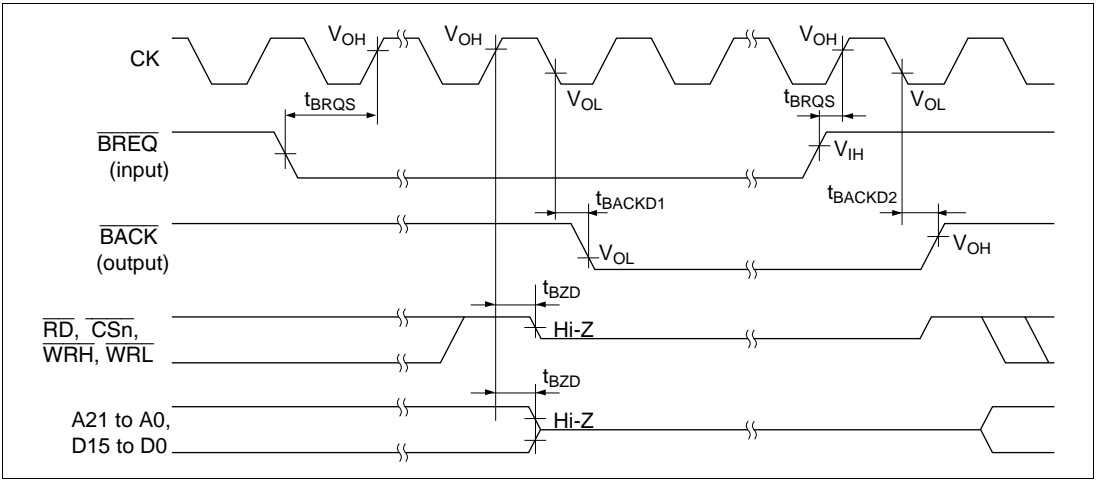 CK
V_OH
V_OH
V_OH
V_OL
V_OL
t_BRQS
t_BRQS
BREQ
(input)
V_IH
t_BACKD1
t_BACKD2
BACK
(output)
V_OL
V_OH
t_BZD
RD, CSn,
WRH, WRL
Hi-Z
t_BZD
A21 to A0,
D15 to D0
Hi-Z